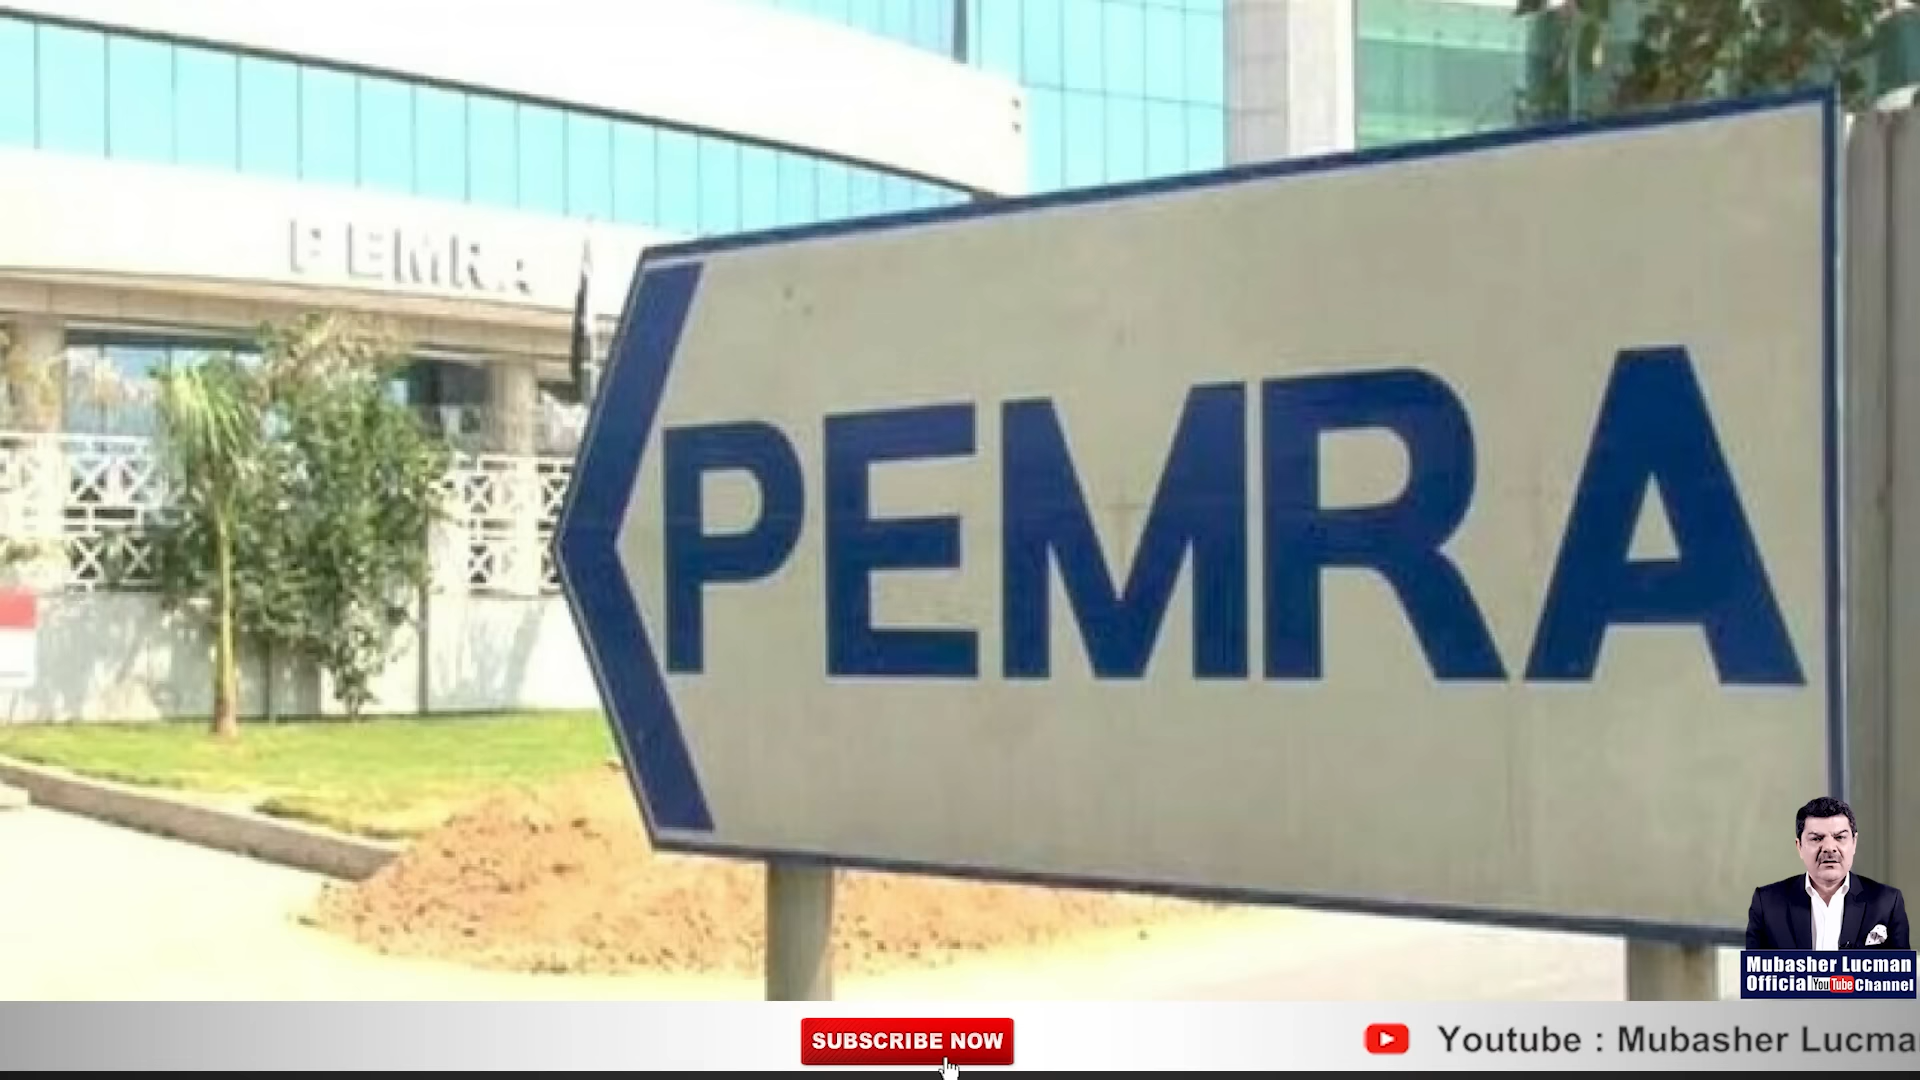 PEMRA
PEMRA
Mubasher Lucman
Official YouTube Channel
SUBSCRIBE NOW
Youtube : Mubasher Lucma